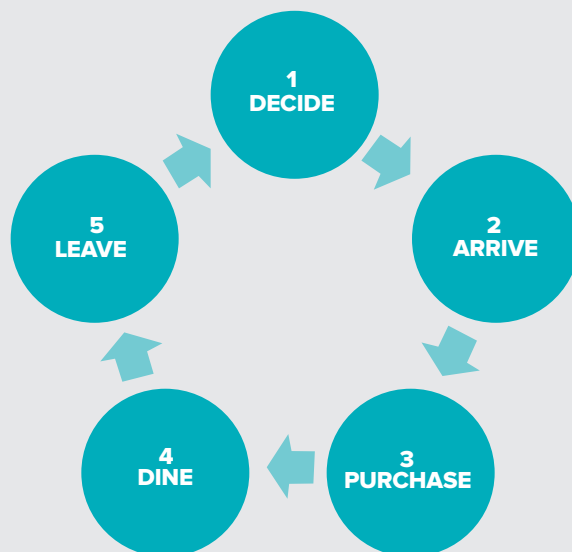 1
DECIDE
2
ARRIVE
3
PURCHASE
4
DINE
5
LEAVE